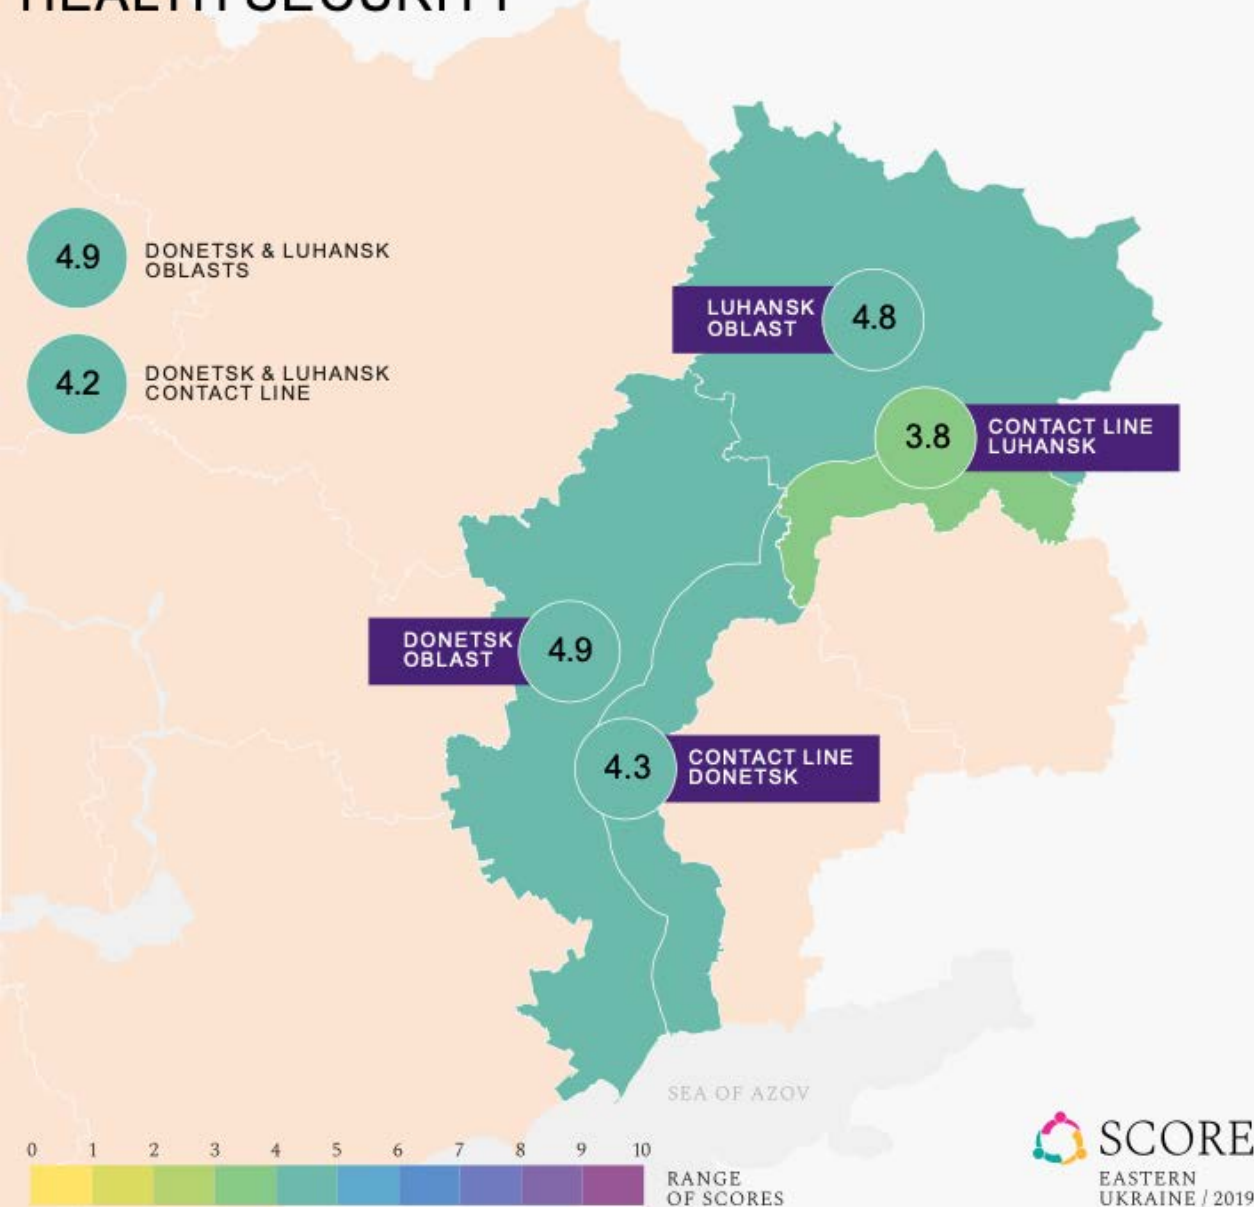 HEALTH SECURITY
4.9
DONETSK & LUHANSK
OBLASTS
4.2
DONETSK & LUHANSK
CONTACT LINE
LUHANSK
OBLAST
4.8
3.8
CONTACT LINE
LUHANSK
DONETSK
OBLAST
4.9
4.3
CONTACT LINE
DONETSK
SEA OF AZOV
0 1 2 3 4 5 6 7 8 9 10
RANGE
OF SCORES
SCORE
EASTERN
UKRAINE / 2019